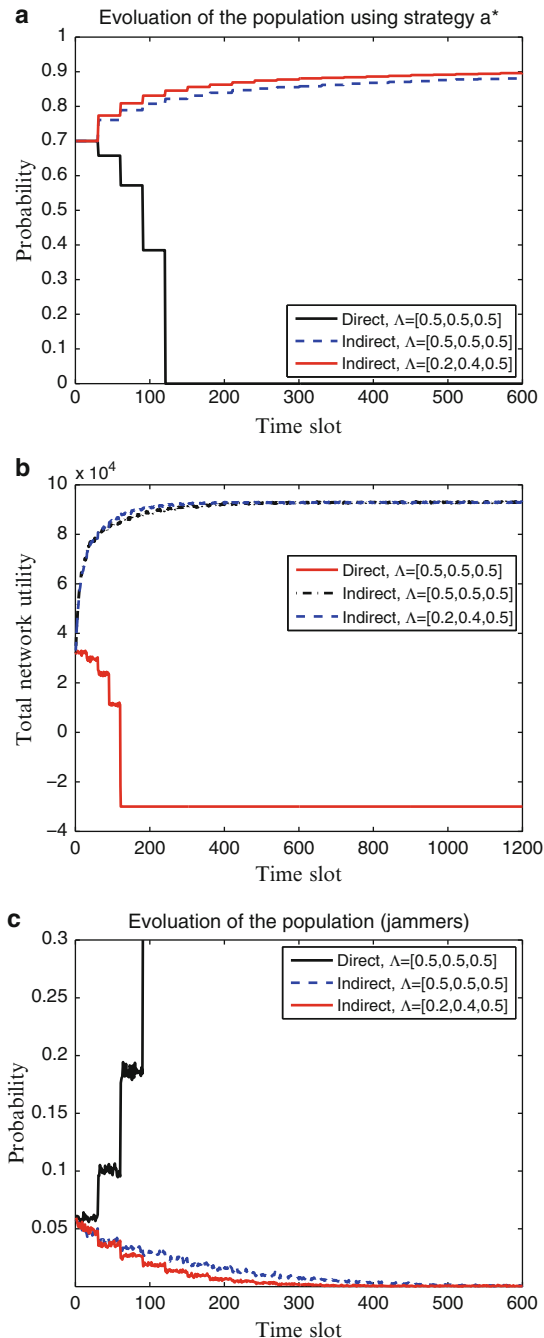 a
Evoluation of the population using strategy a*
1
0.9
0.8
0.7
0.6
0.5
0.4
0.3
0.2
0.1
0
Probability
Direct, Λ=[0.5,0.5,0.5]
Indirect, Λ=[0.5,0.5,0.5]
Indirect, Λ=[0.2,0.4,0.5]
0 100 200 300 400 500 600
Time slot
b
x 10⁴
10
8
6
4
2
0
−2
−4
Total network utility
Direct, Λ=[0.5,0.5,0.5]
Indirect, Λ=[0.5,0.5,0.5]
Indirect, Λ=[0.2,0.4,0.5]
0 200 400 600 800 1000 1200
Time slot
c
Evoluation of the population (jammers)
0.3
0.25
0.2
0.15
0.1
0.05
Probability
Direct, Λ=[0.5,0.5,0.5]
Indirect, Λ=[0.5,0.5,0.5]
Indirect, Λ=[0.2,0.4,0.5]
0 100 200 300 400 500 600
Time slot